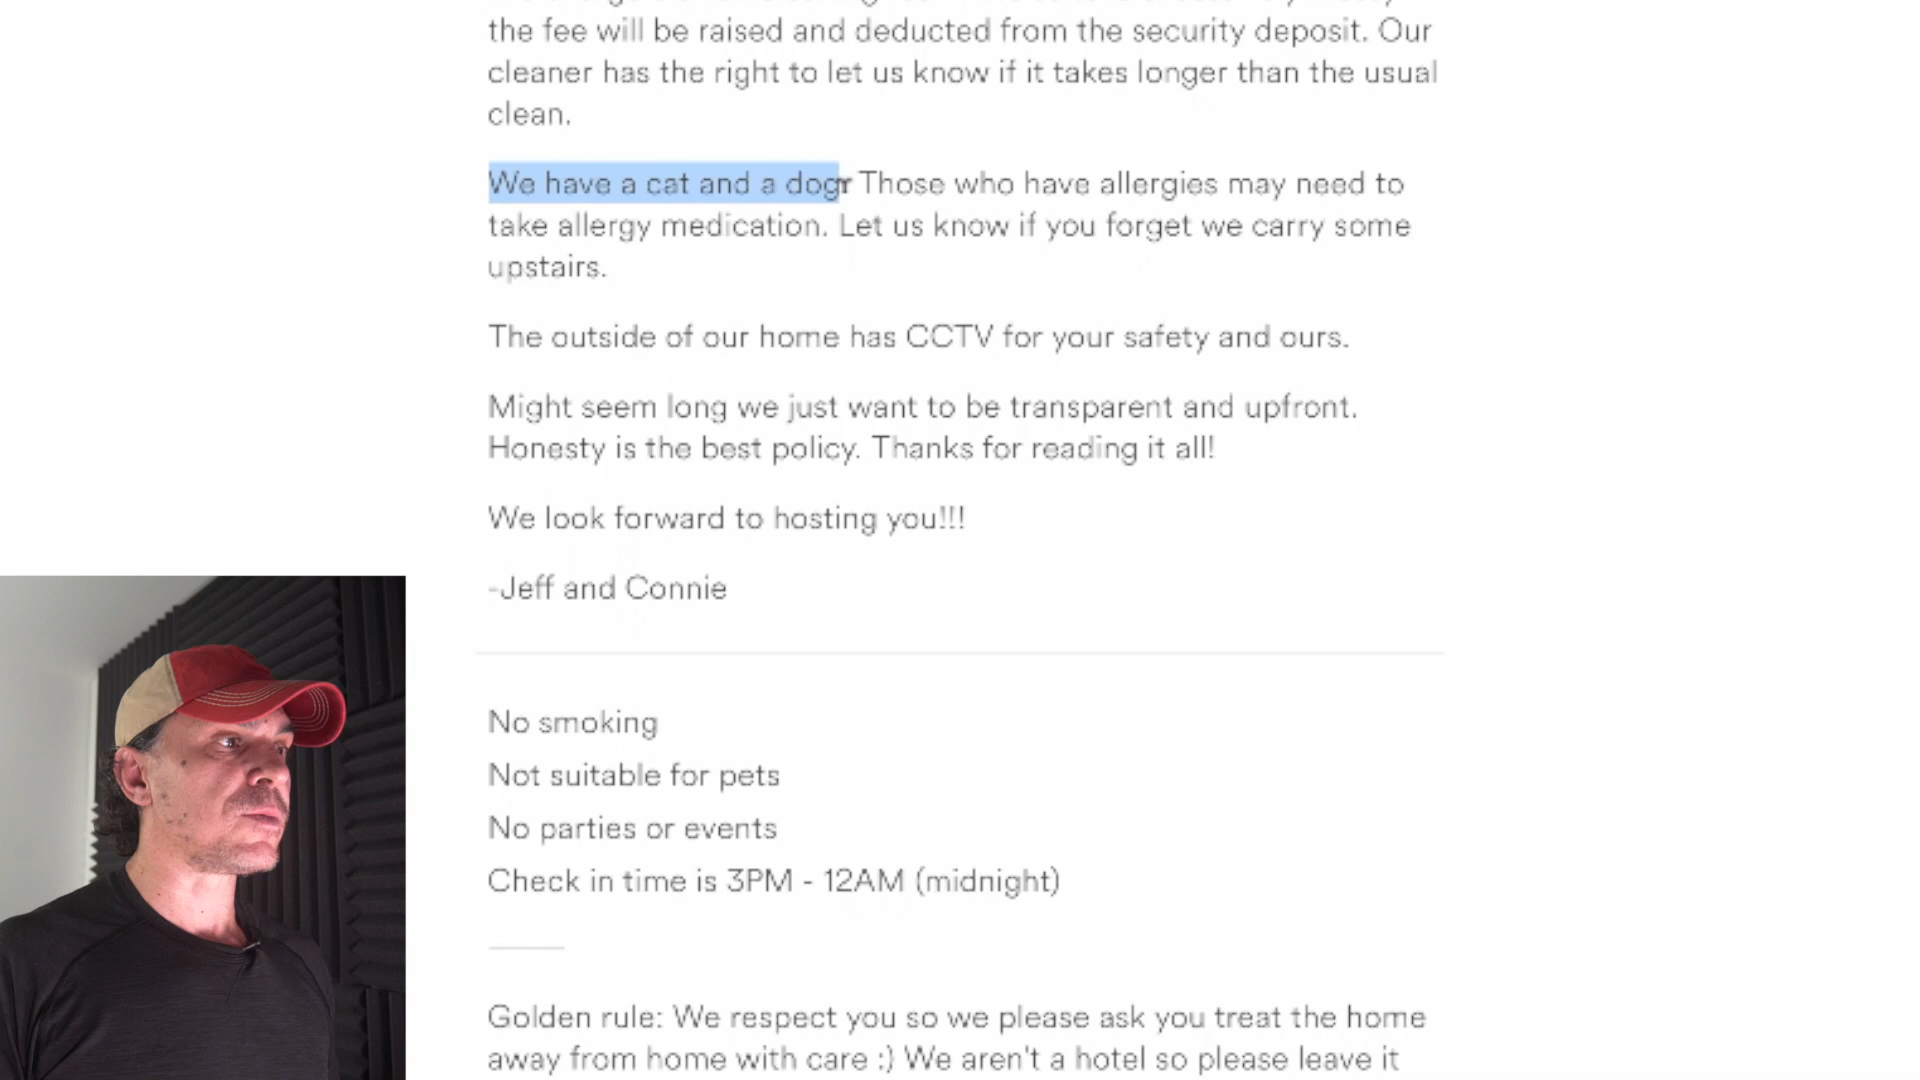 the fee will be raised and deducted from the security deposit. Our
cleaner has the right to let us know if it takes longer than the usual
clean.
We have a cat and a dog. Those who have allergies may need to
take allergy medication. Let us know if you forget we carry some
upstairs.
The outside of our home has CCTV for your safety and ours.
Might seem long we just want to be transparent and upfront.
Honesty is the best policy. Thanks for reading it all!
We look forward to hosting you!!!
-Jeff and Connie
No smoking
Not suitable for pets
No parties or events
Check in time is 3PM - 12AM (midnight)
Golden rule: We respect you so we please ask you treat the home
away from home with care :) We aren't a hotel so please leave it